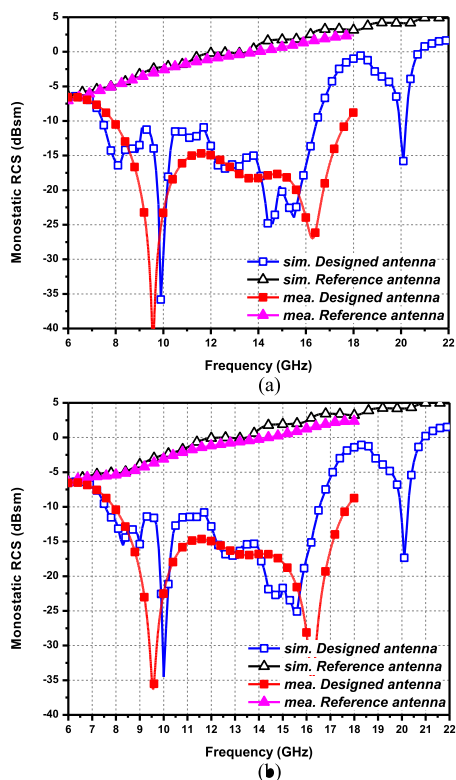 5
0
-5
-10
-15
-20
-25
-30
-35
-40
Monostatic RCS (dBsm)
sim. Designed antenna
sim. Reference antenna
mea. Designed antenna
mea. Reference antenna
6 8 10 12 14 16 18 20 22
Frequency (GHz)
(a)
5
0
-5
-10
-15
-20
-25
-30
-35
-40
Monostatic RCS (dBsm)
sim. Designed antenna
sim. Reference antenna
mea. Designed antenna
mea. Reference antenna
6 7 8 9 10 11 12 13 14 15 16 17 18 19 20 21 22
Frequency (GHz)
(b)